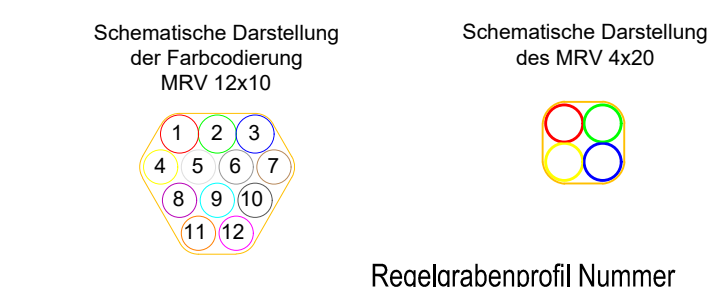 Schematische Darstellung
der Farbcodierung
MRV 12x10
1 2 3
4 5 6 7
8 9 10
11 12
Schematische Darstellung
des MRV 4x20
Regelgrabenprofil Nummer